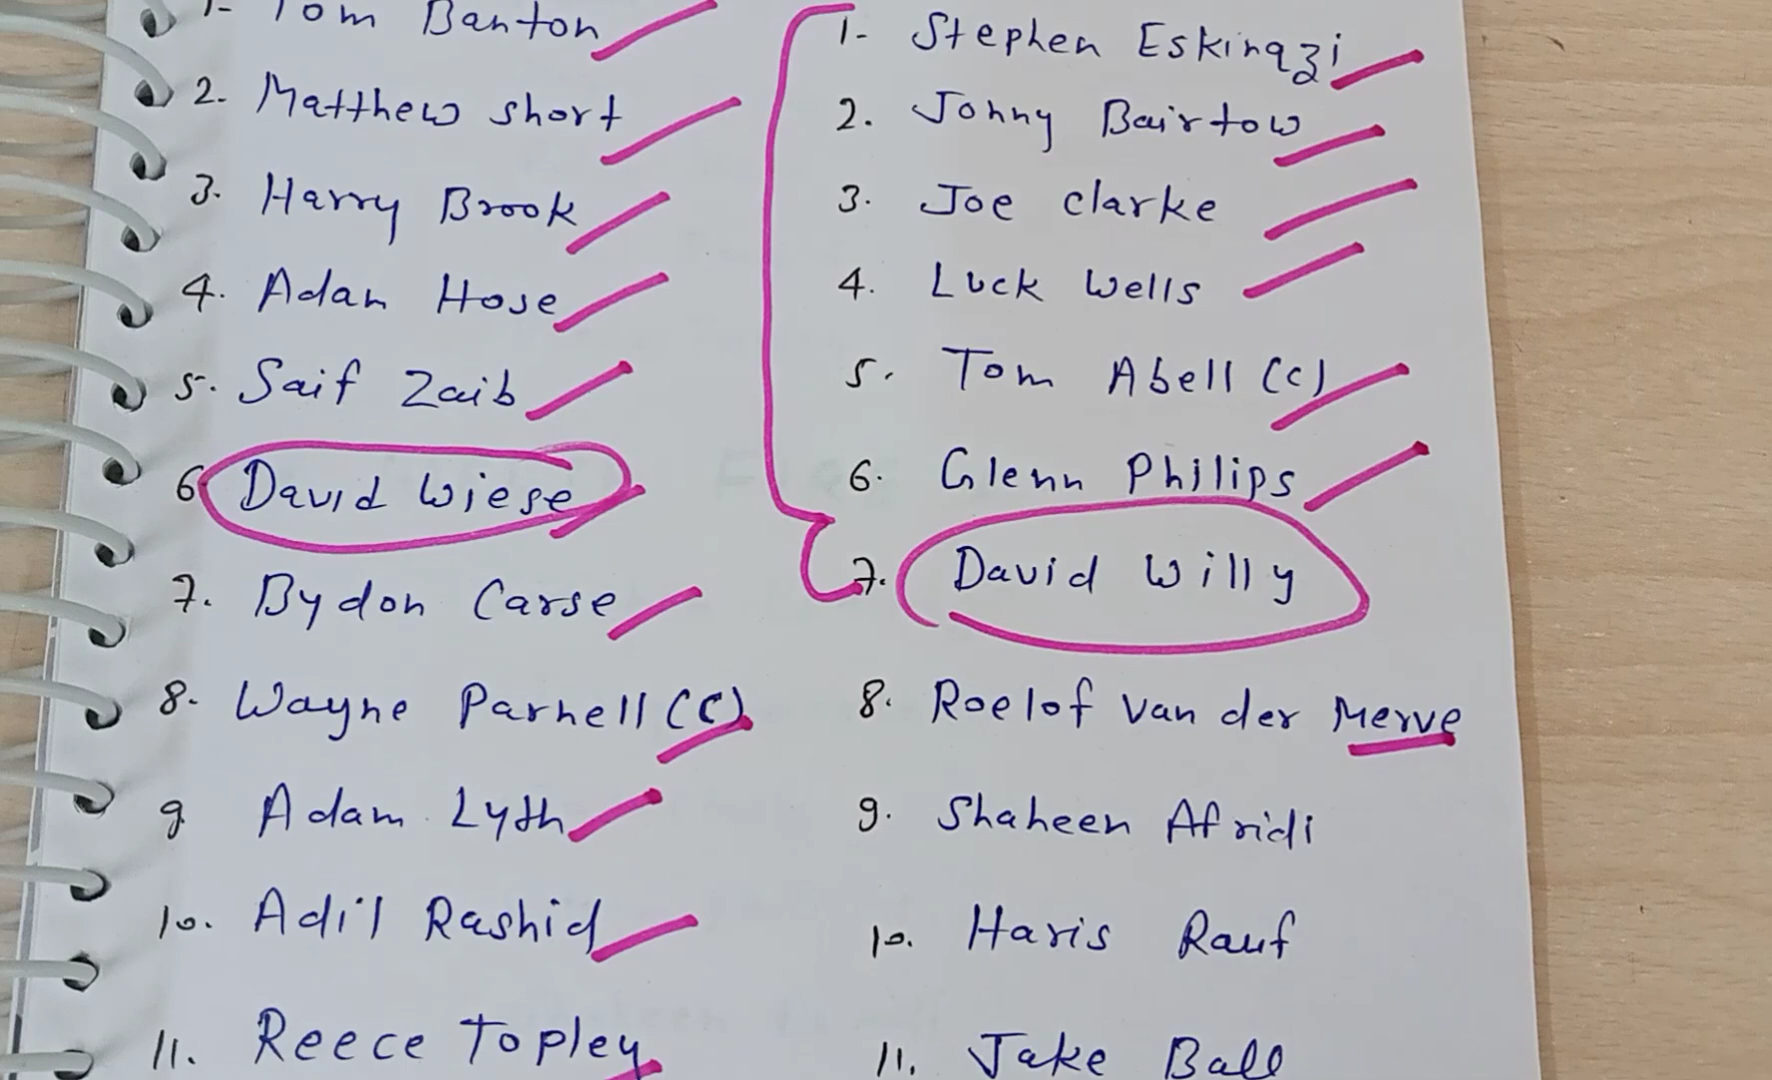 1- Tom Banton
2. Matthew short
3. Harry Brook
4. Adam Hose
5. Saif Zaib
6 David Wiese
7. Bydon Carse
8. Wayne Parnell (C)
9 Adam Lyth
10. Adil Rashid
11. Reece Topley
1- Stephen Eskinazi
2. Johny Bairtow
3. Joe clarke
4. Luck Wells
5. Tom Abell (C)
6. Glenn Philips
7. David Willy
8. Roelof van der Merve
9. Shaheen Afridi
10. Haris Rauf
11. Jake Ball